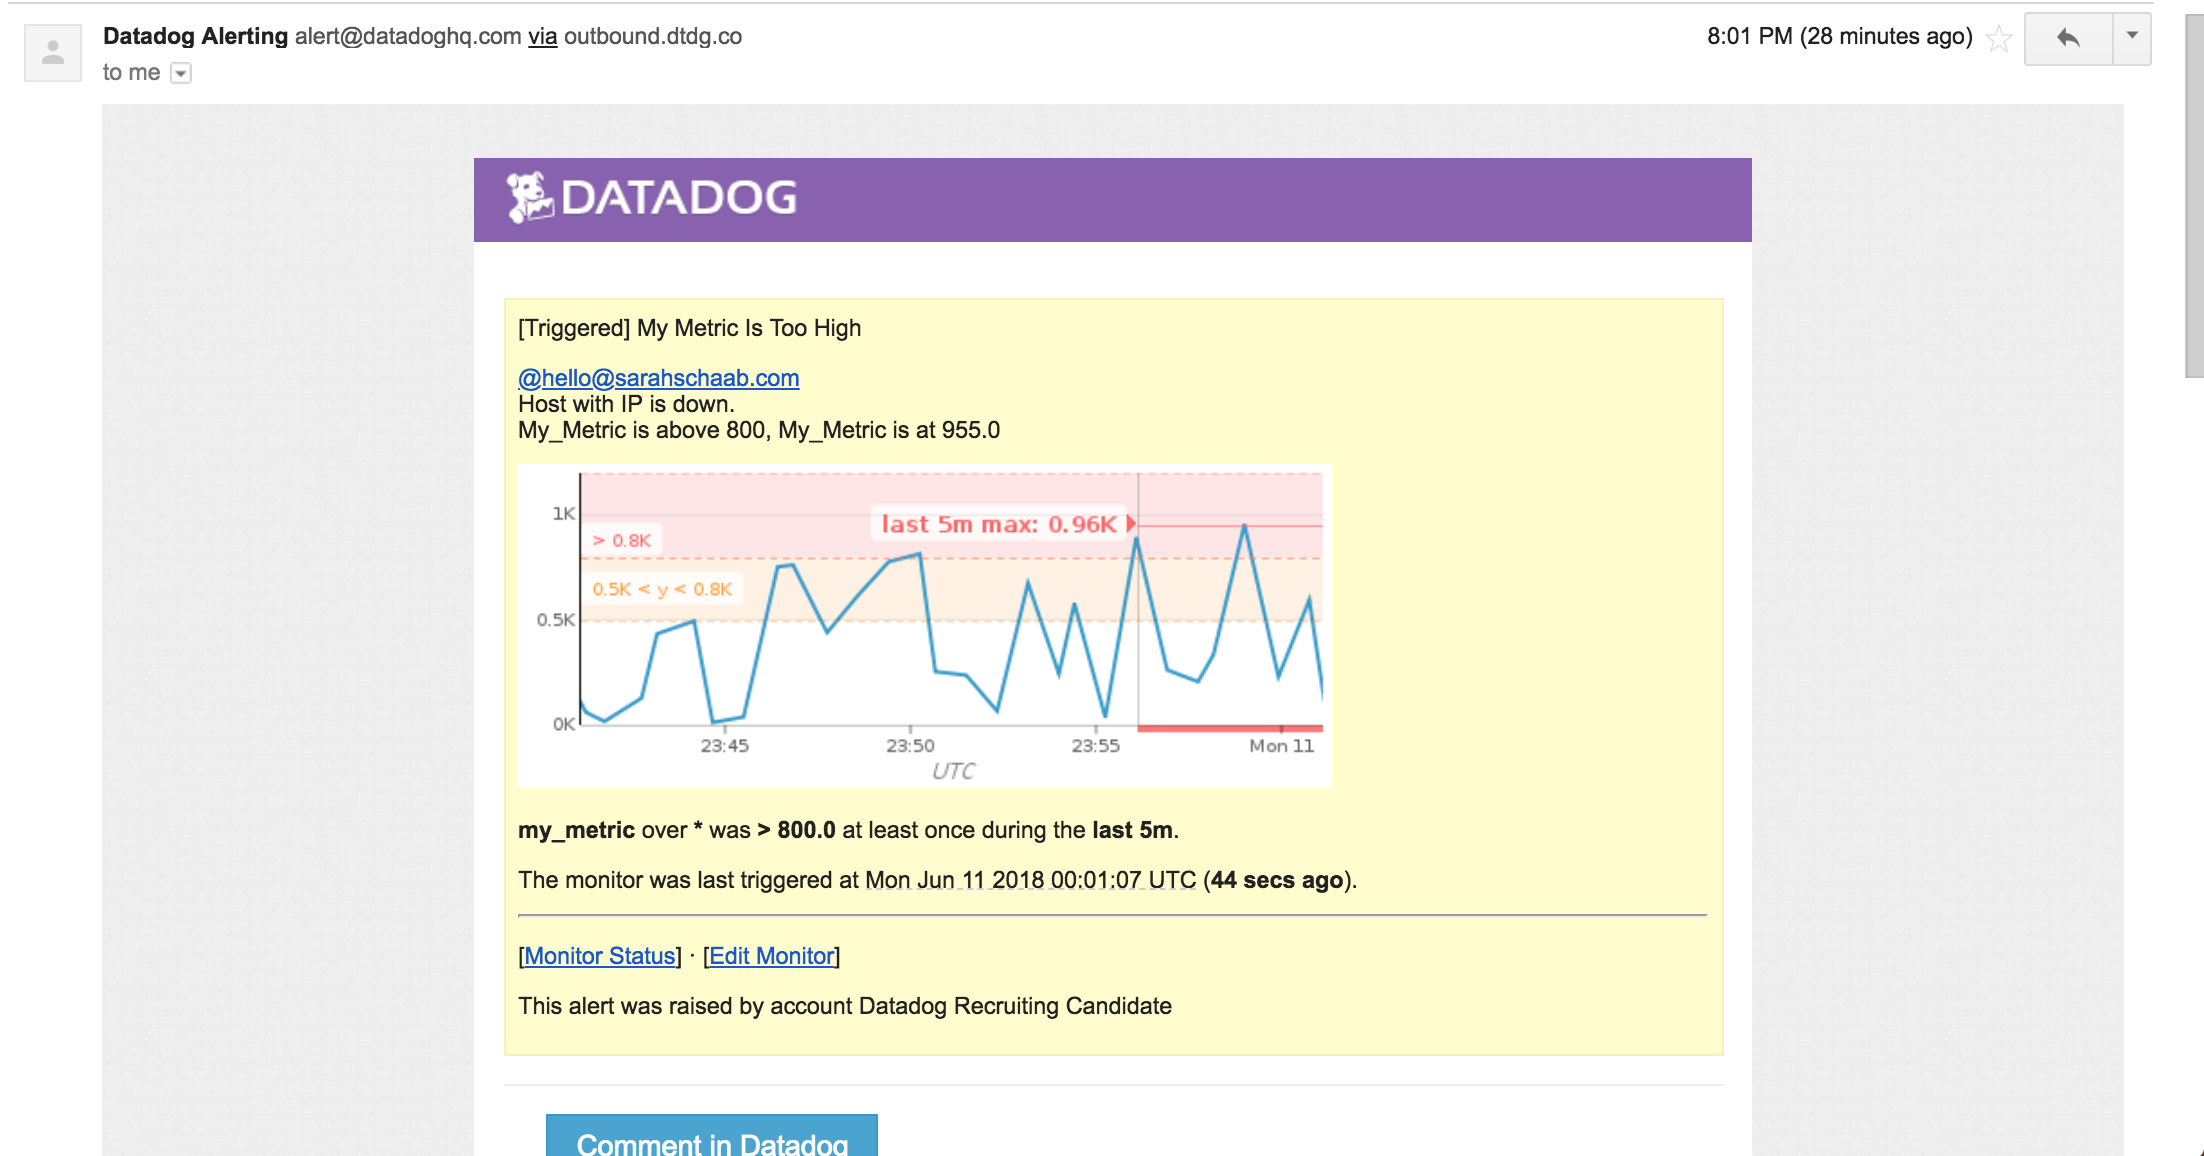 Datadog Alerting alert@datadoghq.com via outbound.dtdg.co
8:01 PM (28 minutes ago)
to me
DATADOG
[Triggered] My Metric Is Too High
@hello@sarahschaab.com
Host with IP is down.
My_Metric is above 800, My_Metric is at 955.0
1K
last 5m max: 0.96K
> 0.8K
0.5K < y < 0.8K
0.5K
0K
23:45 23:50 23:55 Mon 11
UTC
my_metric over * was > 800.0 at least once during the last 5m.
The monitor was last triggered at Mon Jun 11 2018 00:01:07 UTC (44 secs ago).
[Monitor Status] · [Edit Monitor]
This alert was raised by account Datadog Recruiting Candidate
Comment in Datadog